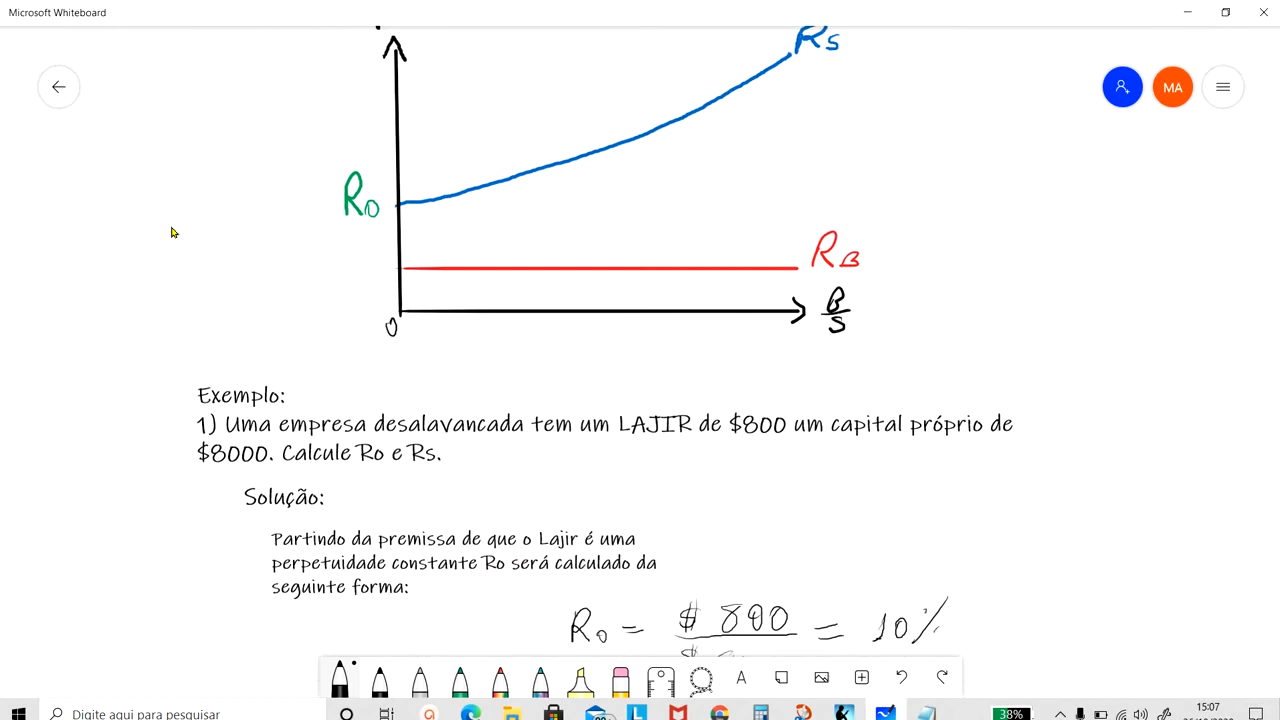 Microsoft Whiteboard
Rs
MA
Ro
RB
B
S
0
Exemplo:
1) Uma empresa desalavancada tem um LAJIR de $800 um capital próprio de
$8000. Calcule Ro e Rs.
Solução:
Partindo da premissa de que o Lajir é uma
perpetuidade constante Ro será calculado da
seguinte forma:
Ro = $ 800 = 10%
$
A
Digite aqui para pesquisar
38%
15:07